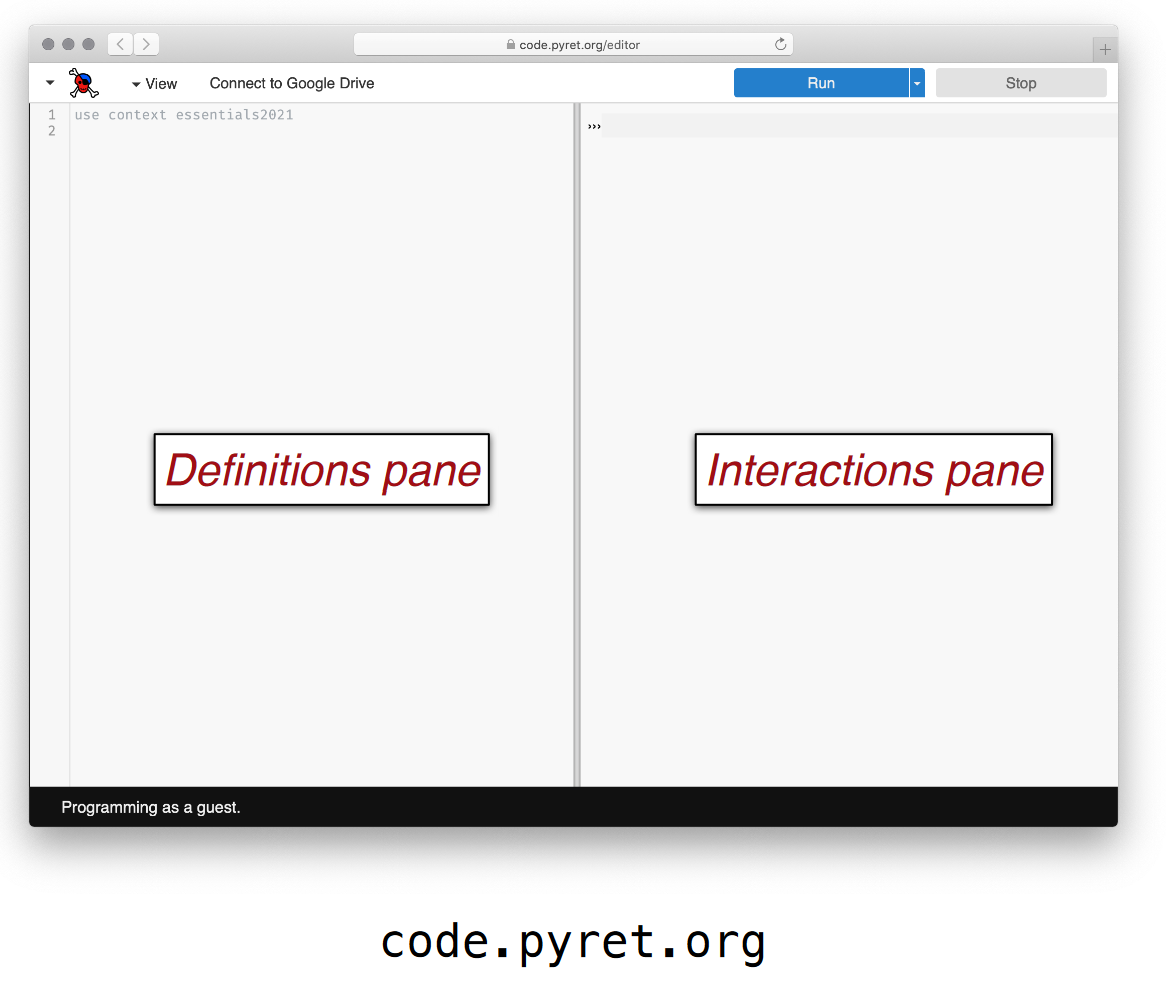 code.pyret.org/editor
View Connect to Google Drive Run Stop
1 use context essentials2021
2
›››
Definitions pane
Interactions pane
Programming as a guest.
code.pyret.org